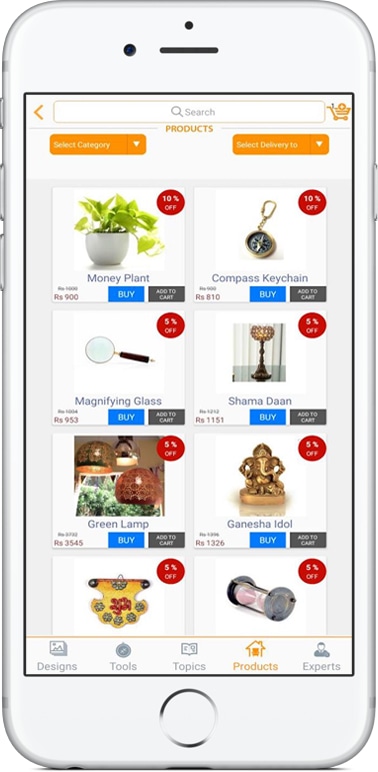 Search
1
PRODUCTS
Select Category
Select Delivery to
10 %
OFF
10 %
OFF
Money Plant
Compass Keychain
Rs 1000
Rs 900
BUY
ADD TO
CART
Rs 900
Rs 810
BUY
ADD TO
CART
5 %
OFF
5 %
OFF
Magnifying Glass
Shama Daan
Rs 1004
Rs 953
BUY
ADD TO
CART
Rs 1212
Rs 1151
BUY
ADD TO
CART
5 %
OFF
5 %
OFF
Green Lamp
Ganesha Idol
Rs 3732
Rs 3545
BUY
ADD TO
CART
Rs 1396
Rs 1326
BUY
ADD TO
CART
5 %
OFF
5 %
OFF
Designs
Tools
Topics
Products
Experts